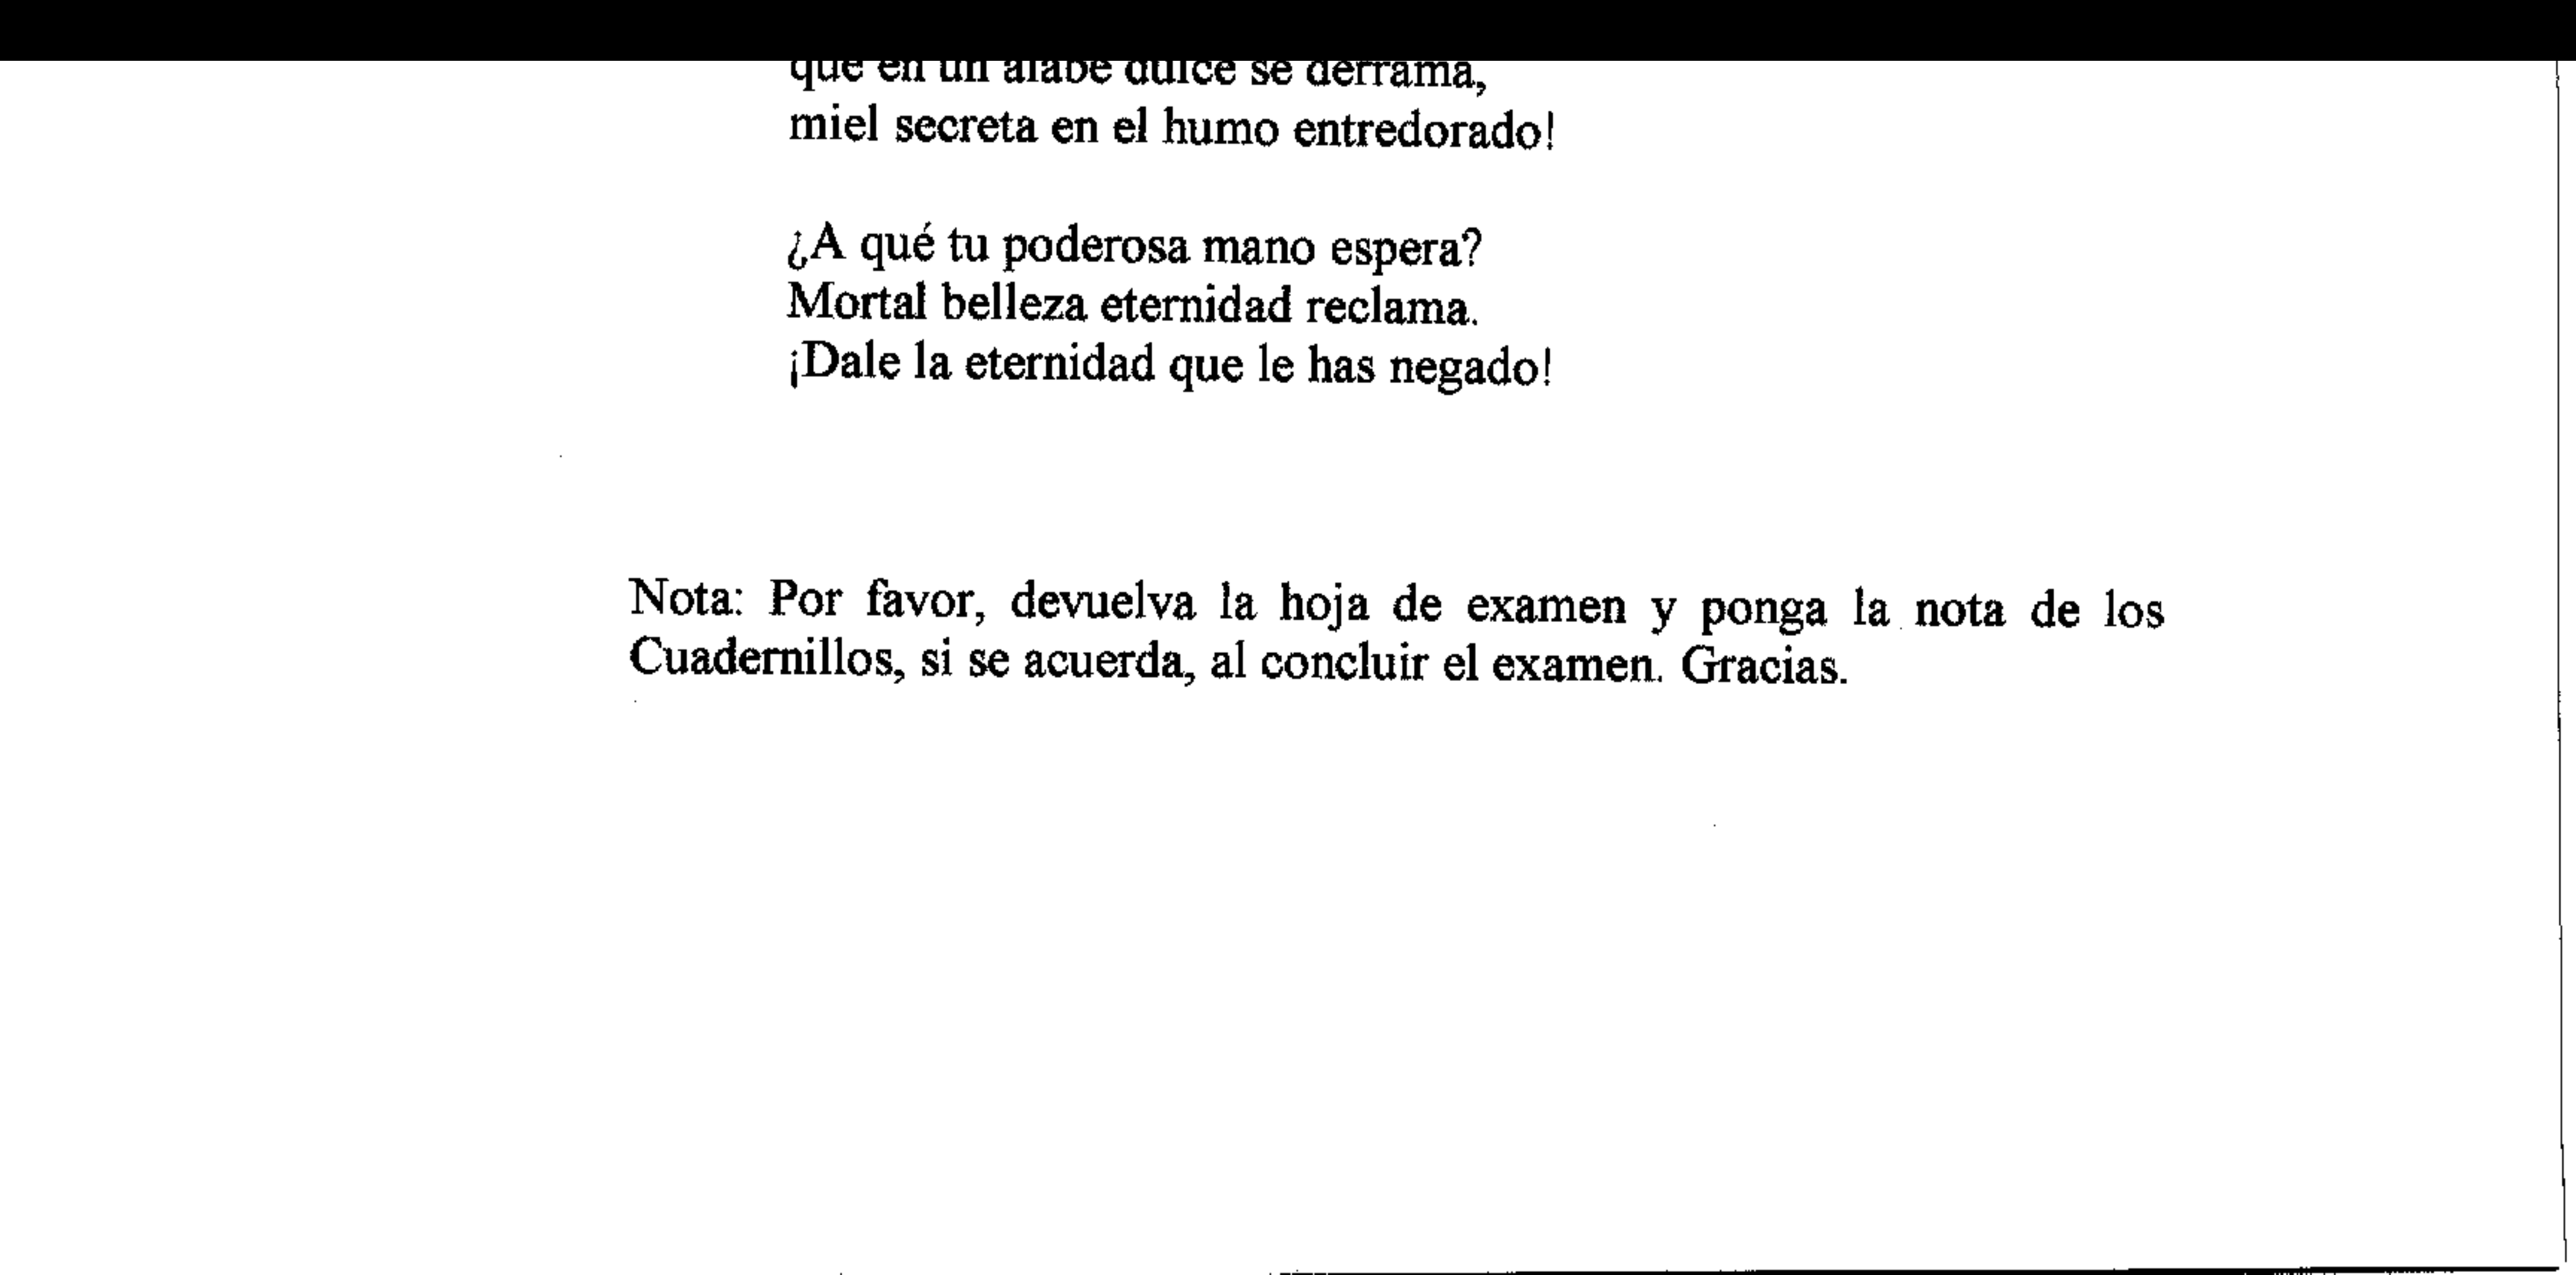 que en un álabe dulce se derrama,
miel secreta en el humo entredorado!
¿A qué tu poderosa mano espera?
Mortal belleza eternidad reclama.
¡Dale la eternidad que le has negado!
Nota: Por favor, devuelva la hoja de examen y ponga la nota de los
Cuadernillos, si se acuerda, al concluir el examen. Gracias.